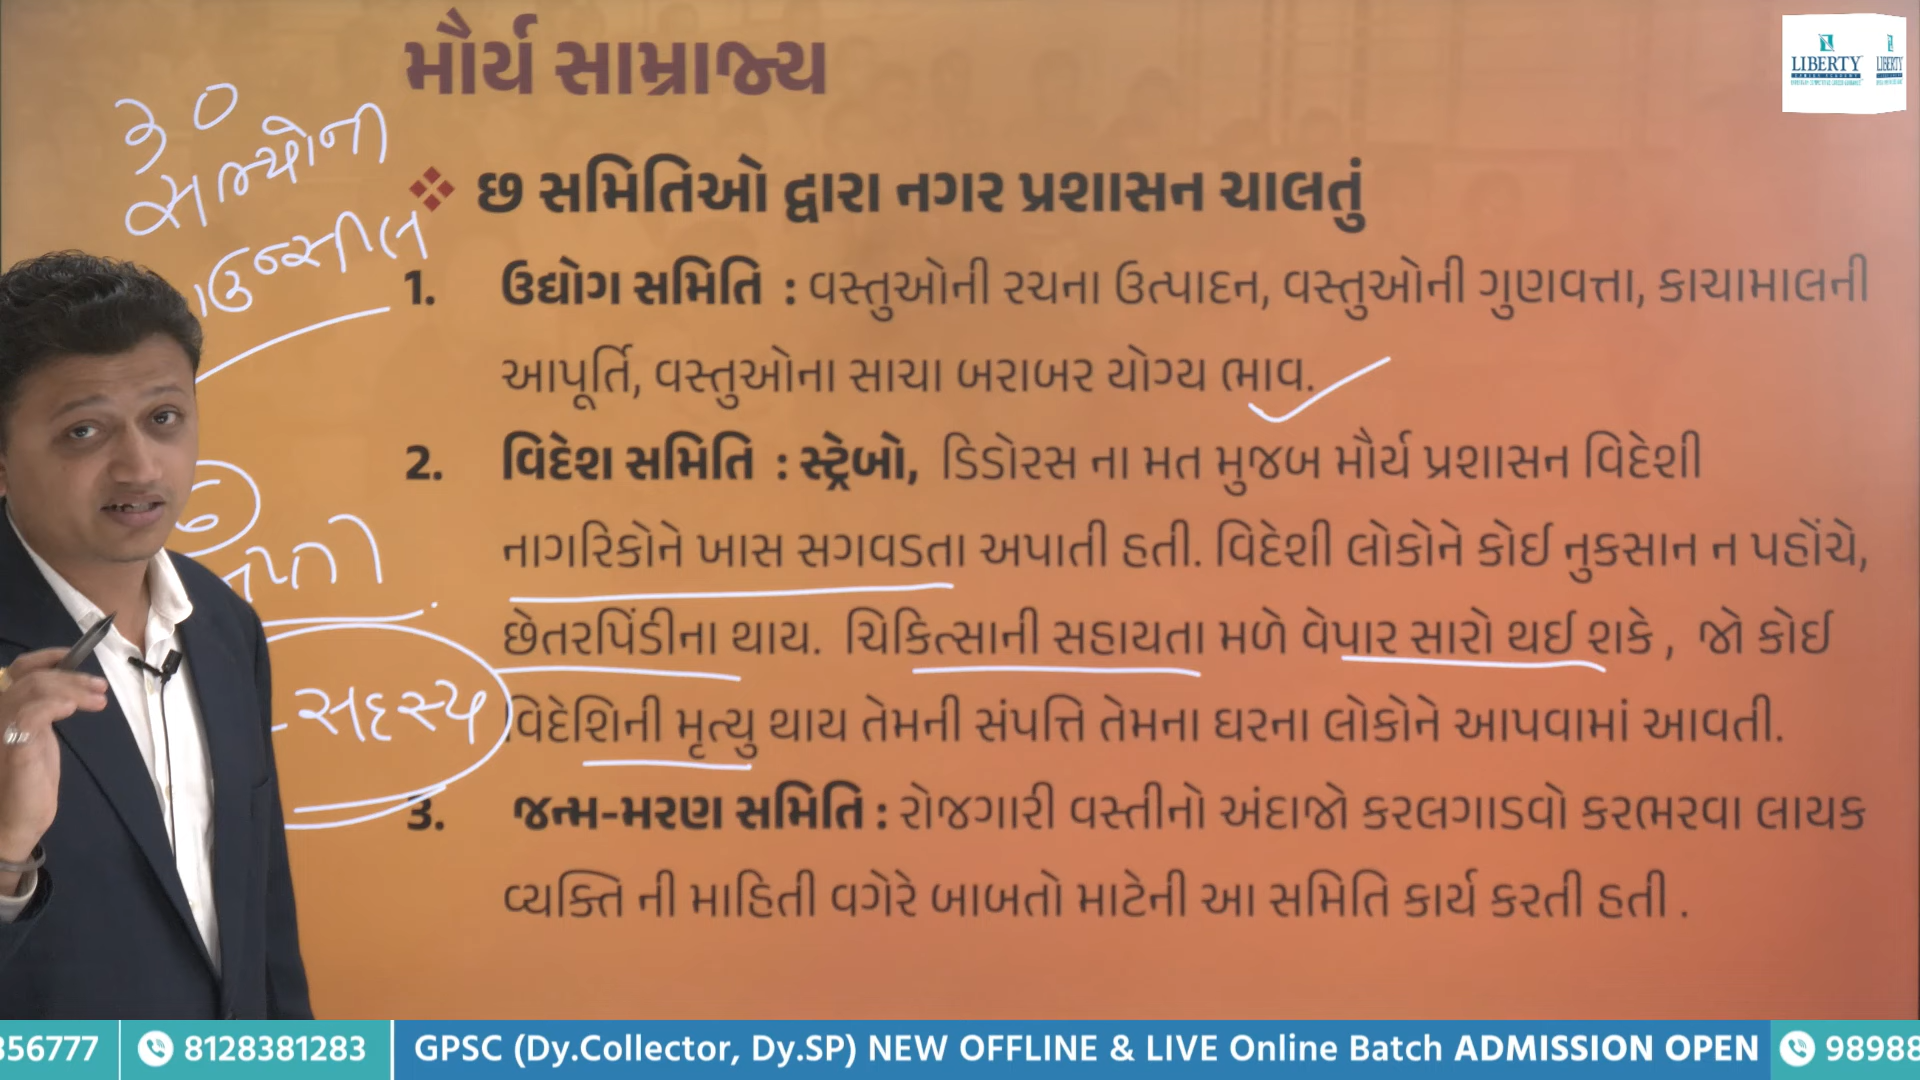 મૌર્ય સામ્રાજ્ય
LIBERTY
LIBERTY
૩૦
સભ્યોની
છ સમિતિઓ દ્વારા નગર પ્રશાસન ચાલતું
1. ઉદ્યોગ સમિતિ : વસ્તુઓની રચના ઉત્પાદન, વસ્તુઓની ગુણવત્તા, કાચામાલની
આપૂર્તિ, વસ્તુઓના સાચા બરાબર યોગ્ય ભાવ.
2. વિદેશ સમિતિ : સ્ટ્રેબો, ડિડોરસ ના મત મુજબ મૌર્ય પ્રશાસન વિદેશી
નાગરિકોને ખાસ સગવડતા અપાતી હતી. વિદેશી લોકોને કોઈ નુકસાન ન પહોંચે,
છેતરપિંડીના થાય. ચિકિત્સાની સહાયતા મળે વેપાર સારો થઈ શકે , જો કોઈ
- સદસ્ય
વિદેશિની મૃત્યુ થાય તેમની સંપત્તિ તેમના ઘરના લોકોને આપવામાં આવતી.
3. જન્મ-મરણ સમિતિ : રોજગારી વસ્તીનો અંદાજો કરલગાડવો કરભરવા લાયક
વ્યક્તિ ની માહિતી વગેરે બાબતો માટેની આ સમિતિ કાર્ય કરતી હતી .
356777 8128381283 GPSC (Dy.Collector, Dy.SP) NEW OFFLINE & LIVE Online Batch ADMISSION OPEN 98988